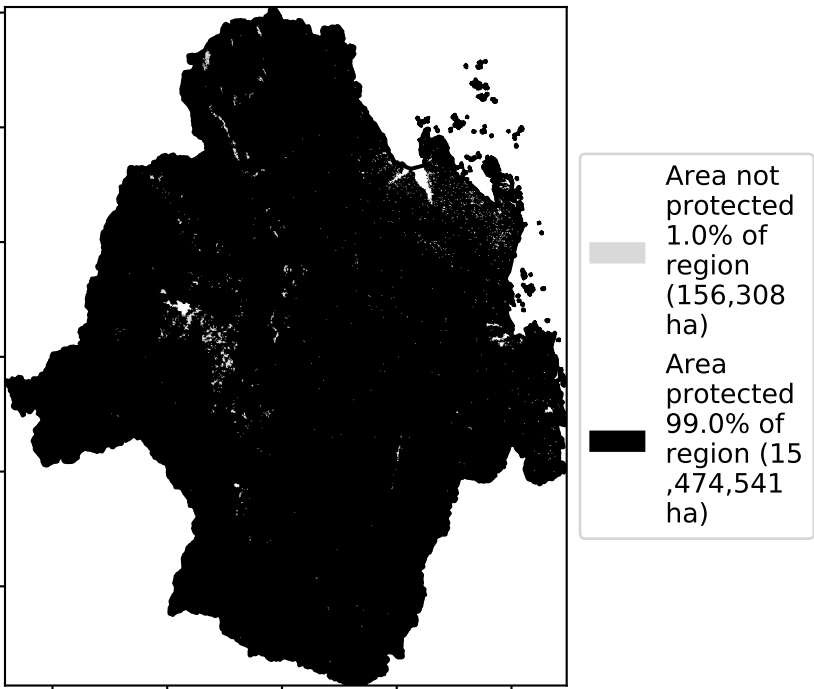 Area not
protected
1.0% of
region
(156,308
ha)
Area
protected
99.0% of
region (15
,474,541
ha)